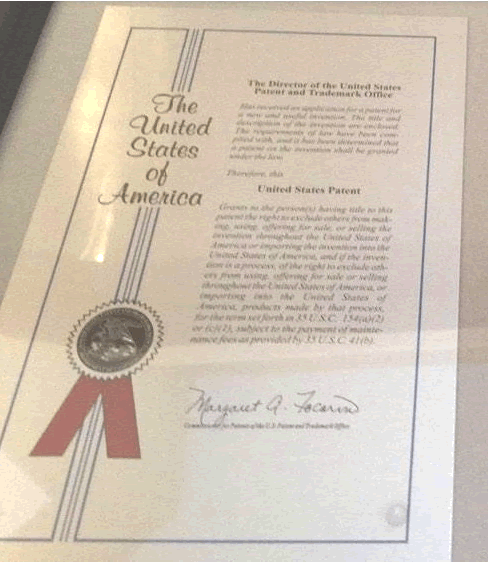 The
United
States
of
America
The Director of the United States
Patent and Trademark Office
Has received an application for a patent for
a new and useful invention. The title and
description of the invention are enclosed.
The requirements of law have been com-
plied with, and it has been determined that
a patent on the invention shall be granted
under the law.
Therefore, this
United States Patent
Grants to the person(s) having title to this
patent the right to exclude others from mak-
ing, using, offering for sale, or selling the
invention throughout the United States of
America or importing the invention into the
United States of America, and if the inven-
tion is a process, of the right to exclude oth-
ers from using, offering for sale or selling
throughout the United States of America, or
importing into the United States of
America, products made by that process,
for the term set forth in 35 U.S.C. 154(a)(2)
or (c)(1), subject to the payment of mainte-
nance fees as provided by 35 U.S.C. 41(b).
Margaret A. Focarino
Commissioner for Patents of the U.S. Patent and Trademark Office